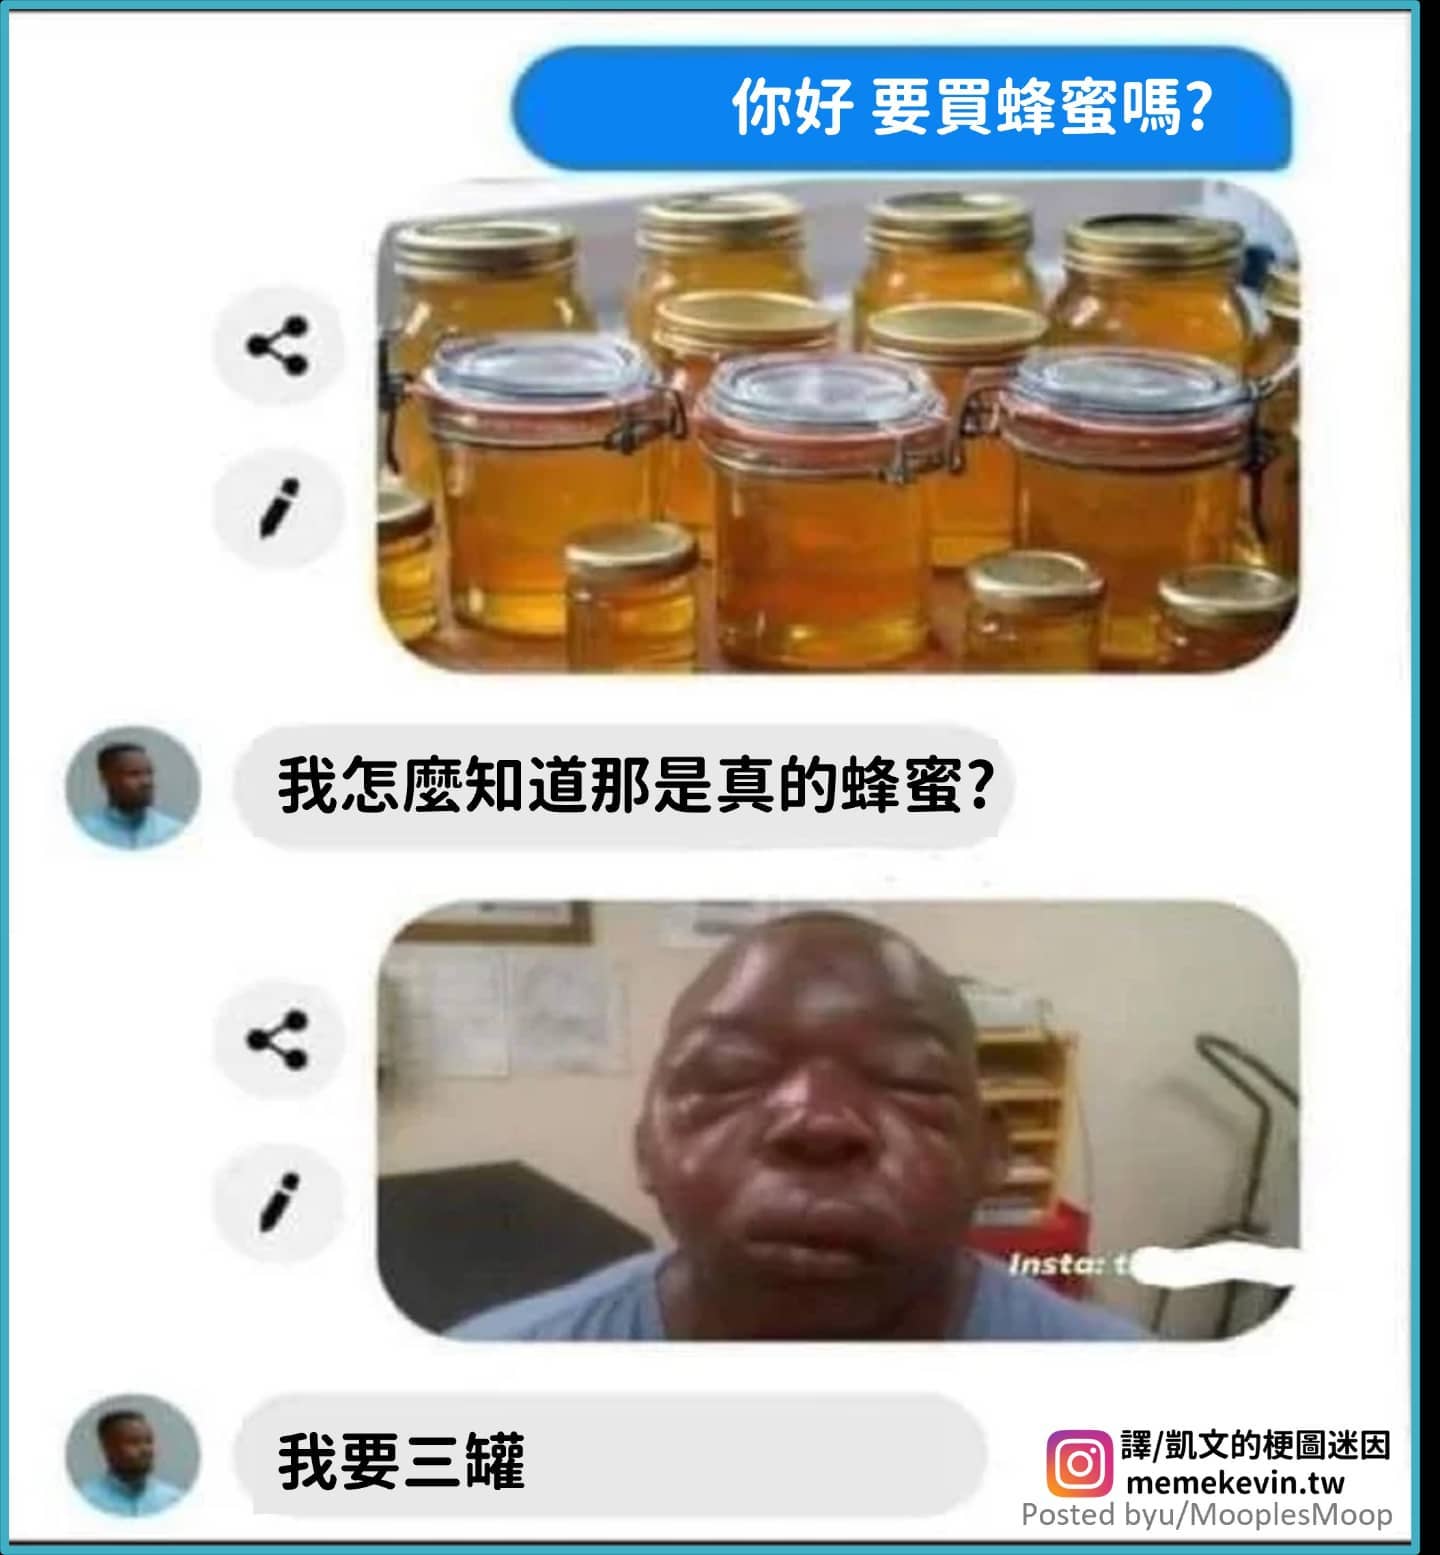 你好 要買蜂蜜嗎?
我怎麼知道那是真的蜂蜜?
Insta:
我要三罐
譯/凱文的梗圖迷因
memekevin.tw
Posted byu/MooplesMoop